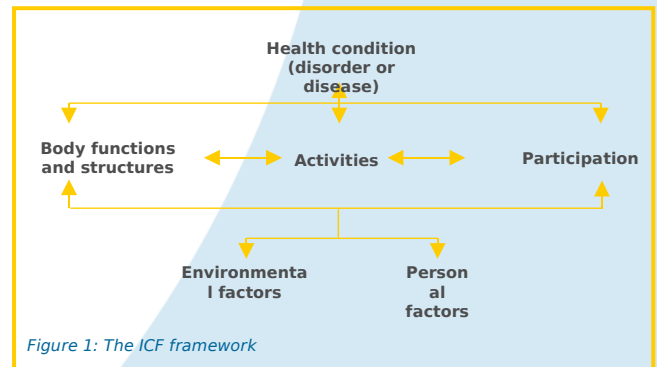 Health condition
(disorder or
disease)
Body functions
and structures
Activities
Participation
Environmenta
l factors
Person
al
factors
Figure 1: The ICF framework